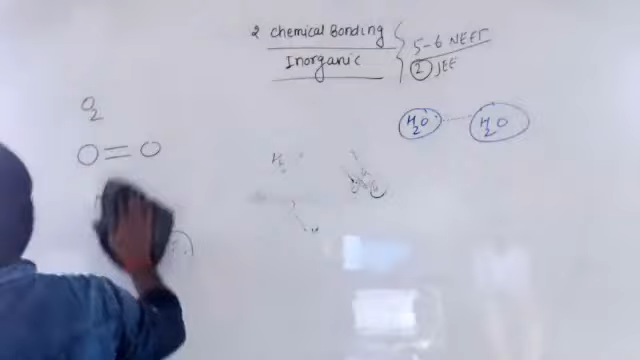 2 Chemical Bonding
Inorganic
5-6 NEET
2 JEE
O2
O=O
H2O
H2O